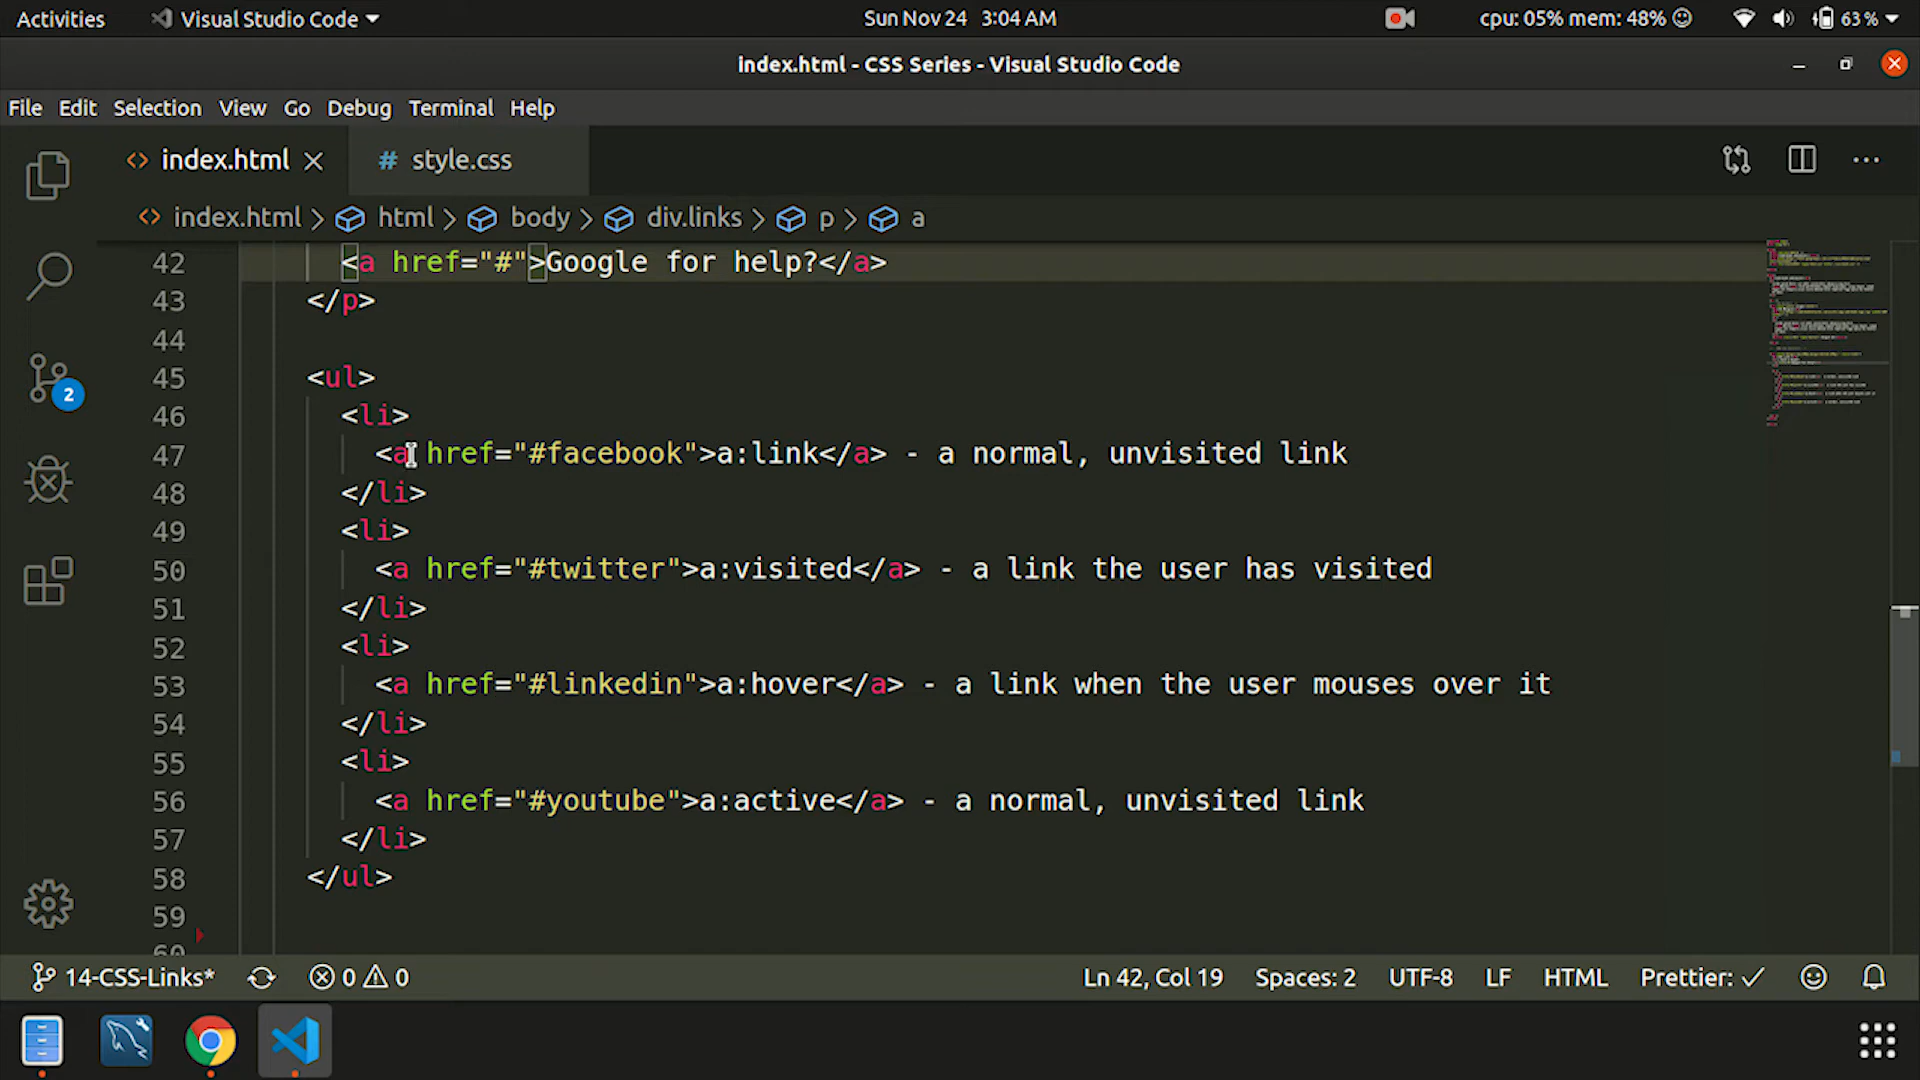 Activities Visual Studio Code Sun Nov 24 3:04 AM cpu: 05% mem: 48% 63 %
index.html - CSS Series - Visual Studio Code
File Edit Selection View Go Debug Terminal Help
index.html style.css
index.html > html > body > div.links > p > a
42 <a href="#">Google for help?</a>
43 </p>
44
45 <ul>
46 <li>
47 <a href="#facebook">a:link</a> - a normal, unvisited link
48 </li>
49 <li>
50 <a href="#twitter">a:visited</a> - a link the user has visited
51 </li>
52 <li>
53 <a href="#linkedin">a:hover</a> - a link when the user mouses over it
54 </li>
55 <li>
56 <a href="#youtube">a:active</a> - a normal, unvisited link
57 </li>
58 </ul>
59
60
2
14-CSS-Links* 0 0 Ln 42, Col 19 Spaces: 2 UTF-8 LF HTML Prettier: ✓